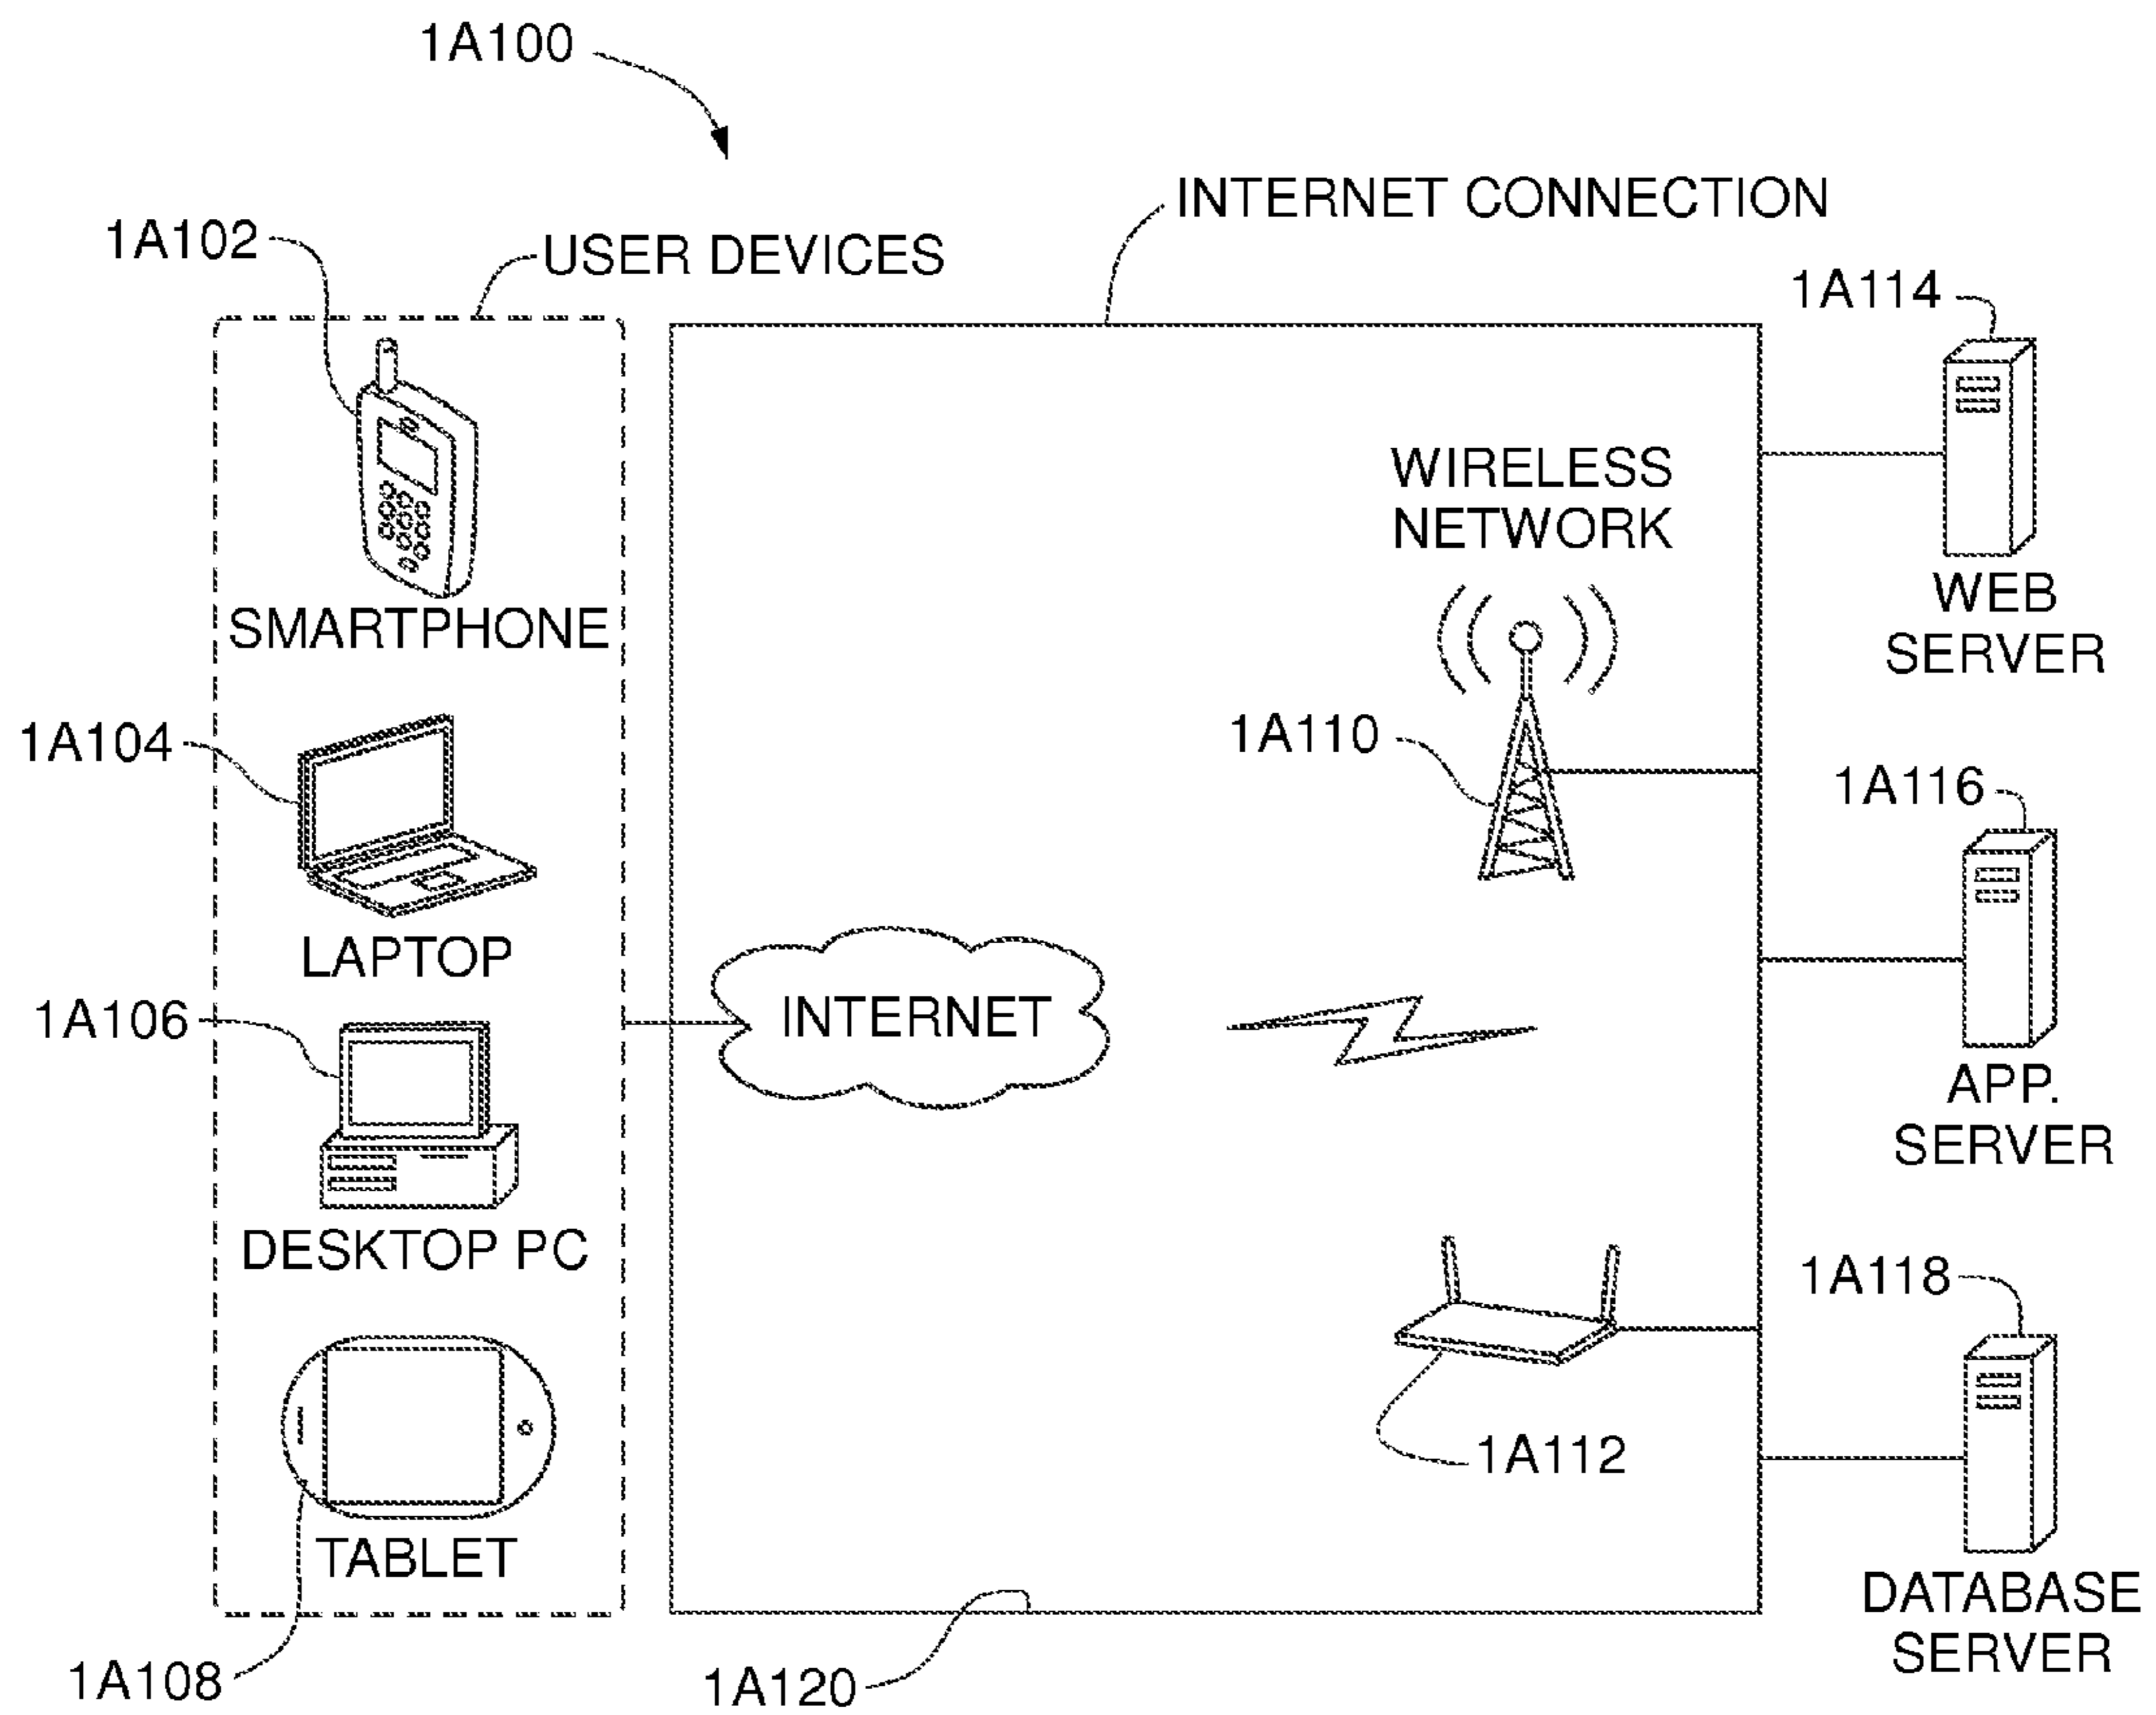 1A100
INTERNET CONNECTION
1A102
USER DEVICES
1A114
WIRELESS
NETWORK
WEB
SERVER
SMARTPHONE
1A104
1A110
1A116
LAPTOP
1A106
INTERNET
APP.
SERVER
DESKTOP PC
1A118
1A112
TABLET
DATABASE
SERVER
1A108
1A120